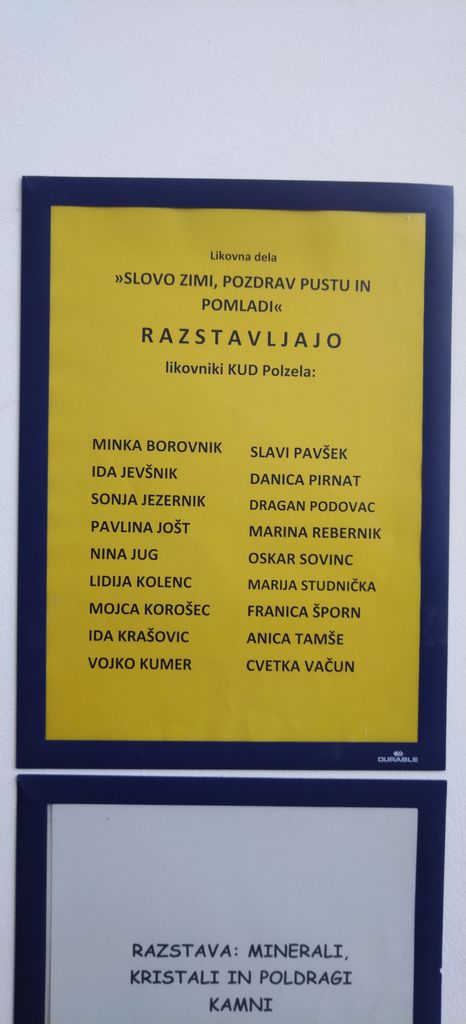 Likovna dela
»SLOVO ZIMI, POZDRAV PUSTU IN
POMLADI«
RAZSTAVLJAJO
likovniki KUD Polzela:
MINKA BOROVNIK
IDA JEVŠNIK
SONJA JEZERNIK
PAVLINA JOŠT
NINA JUG
LIDIJA KOLENC
MOJCA KOROŠEC
IDA KRAŠOVIC
VOJKO KUMER
SLAVI PAVŠEK
DANICA PIRNAT
DRAGAN PODOVAC
MARINA REBERNIK
OSKAR SOVINC
MARIJA STUDNIČKA
FRANICA ŠPORN
ANICA TAMŠE
CVETKA VAČUN
DURABLE
RAZSTAVA: MINERALI,
KRISTALI IN POLDRAGI
KAMNI